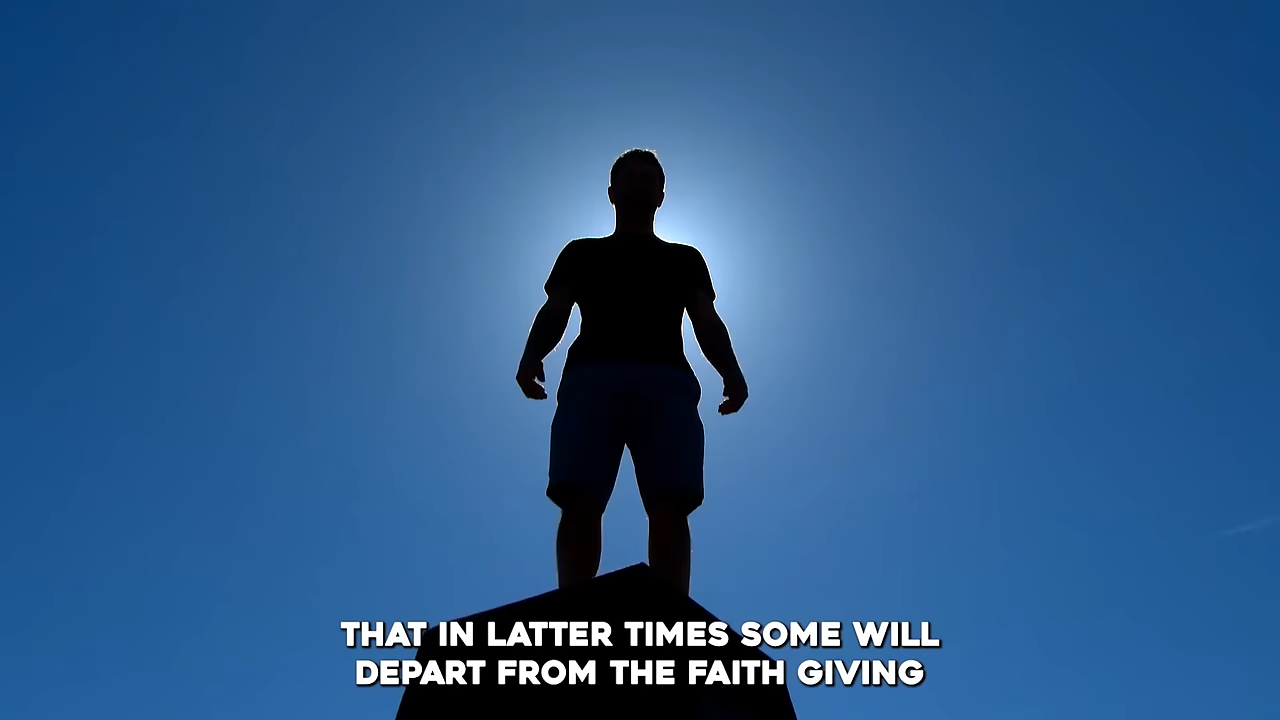 THAT IN LATTER TIMES SOME WILL
DEPART FROM THE FAITH GIVING